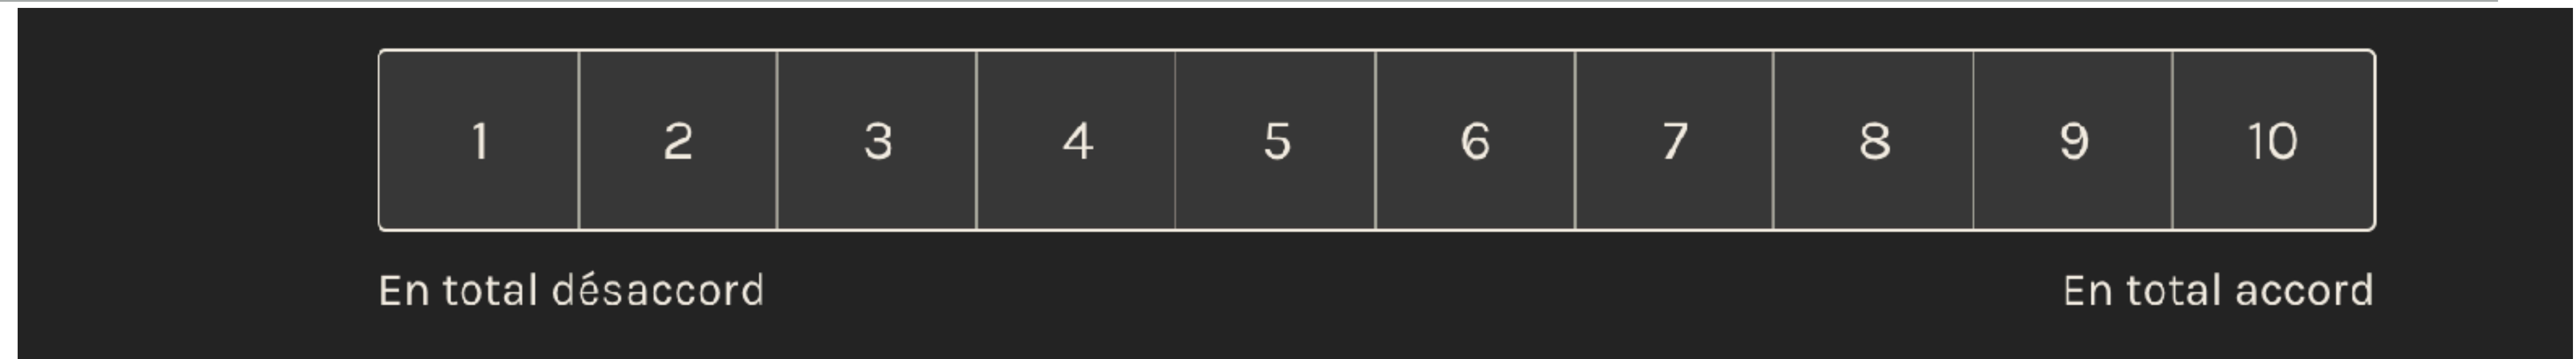 1 2 3 4 5 6 7 8 9 10
En total désaccord En total accord